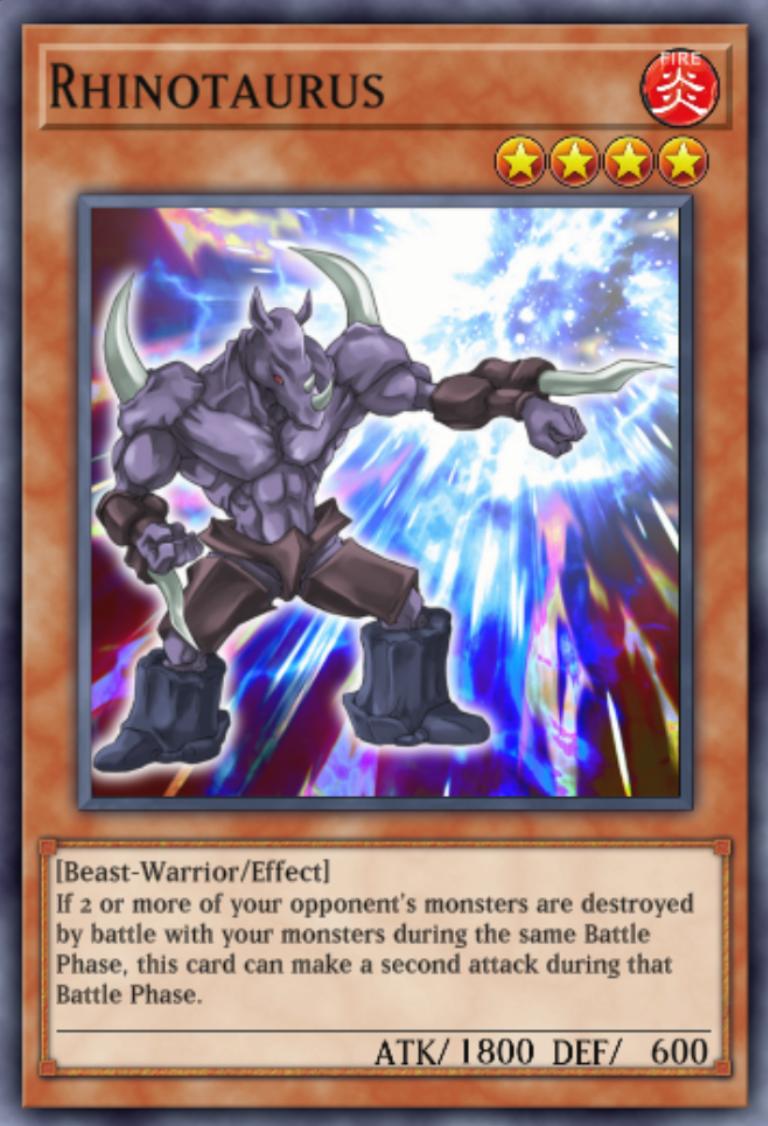 Rhinotaurus
FIRE
炎
[Beast-Warrior/Effect]
If 2 or more of your opponent's monsters are destroyed
by battle with your monsters during the same Battle
Phase, this card can make a second attack during that
Battle Phase.
ATK/ 1800 DEF/ 600